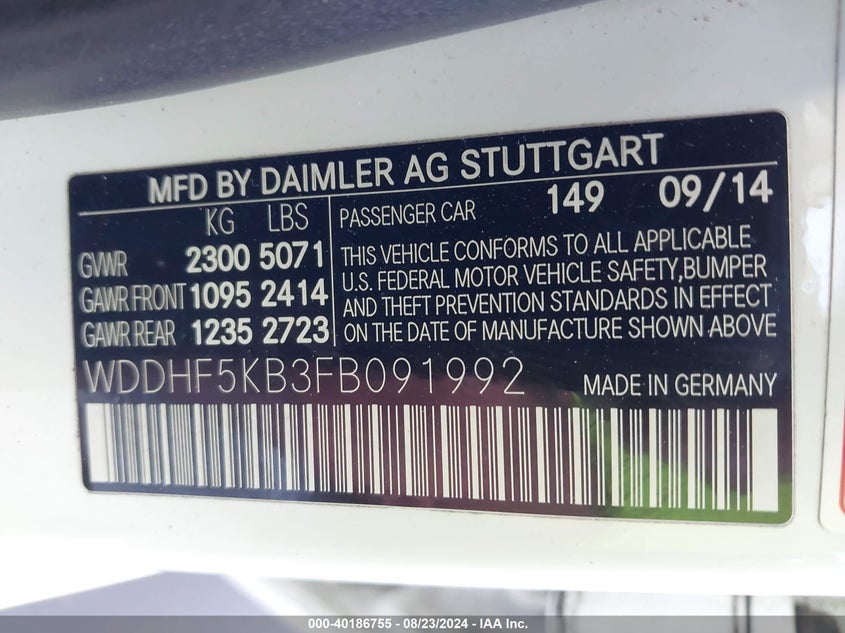 MFD BY DAIMLER AG STUTTGART
KG LBS
GVWR 2300 5071
GAWR FRONT 1095 2414
GAWR REAR 1235 2723
PASSENGER CAR 149 09/14
THIS VEHICLE CONFORMS TO ALL APPLICABLE
U.S. FEDERAL MOTOR VEHICLE SAFETY,BUMPER
AND THEFT PREVENTION STANDARDS IN EFFECT
ON THE DATE OF MANUFACTURE SHOWN ABOVE
WDDHF5KB3FB091992 MADE IN GERMANY
000-40186755 - 08/23/2024 - IAA Inc.